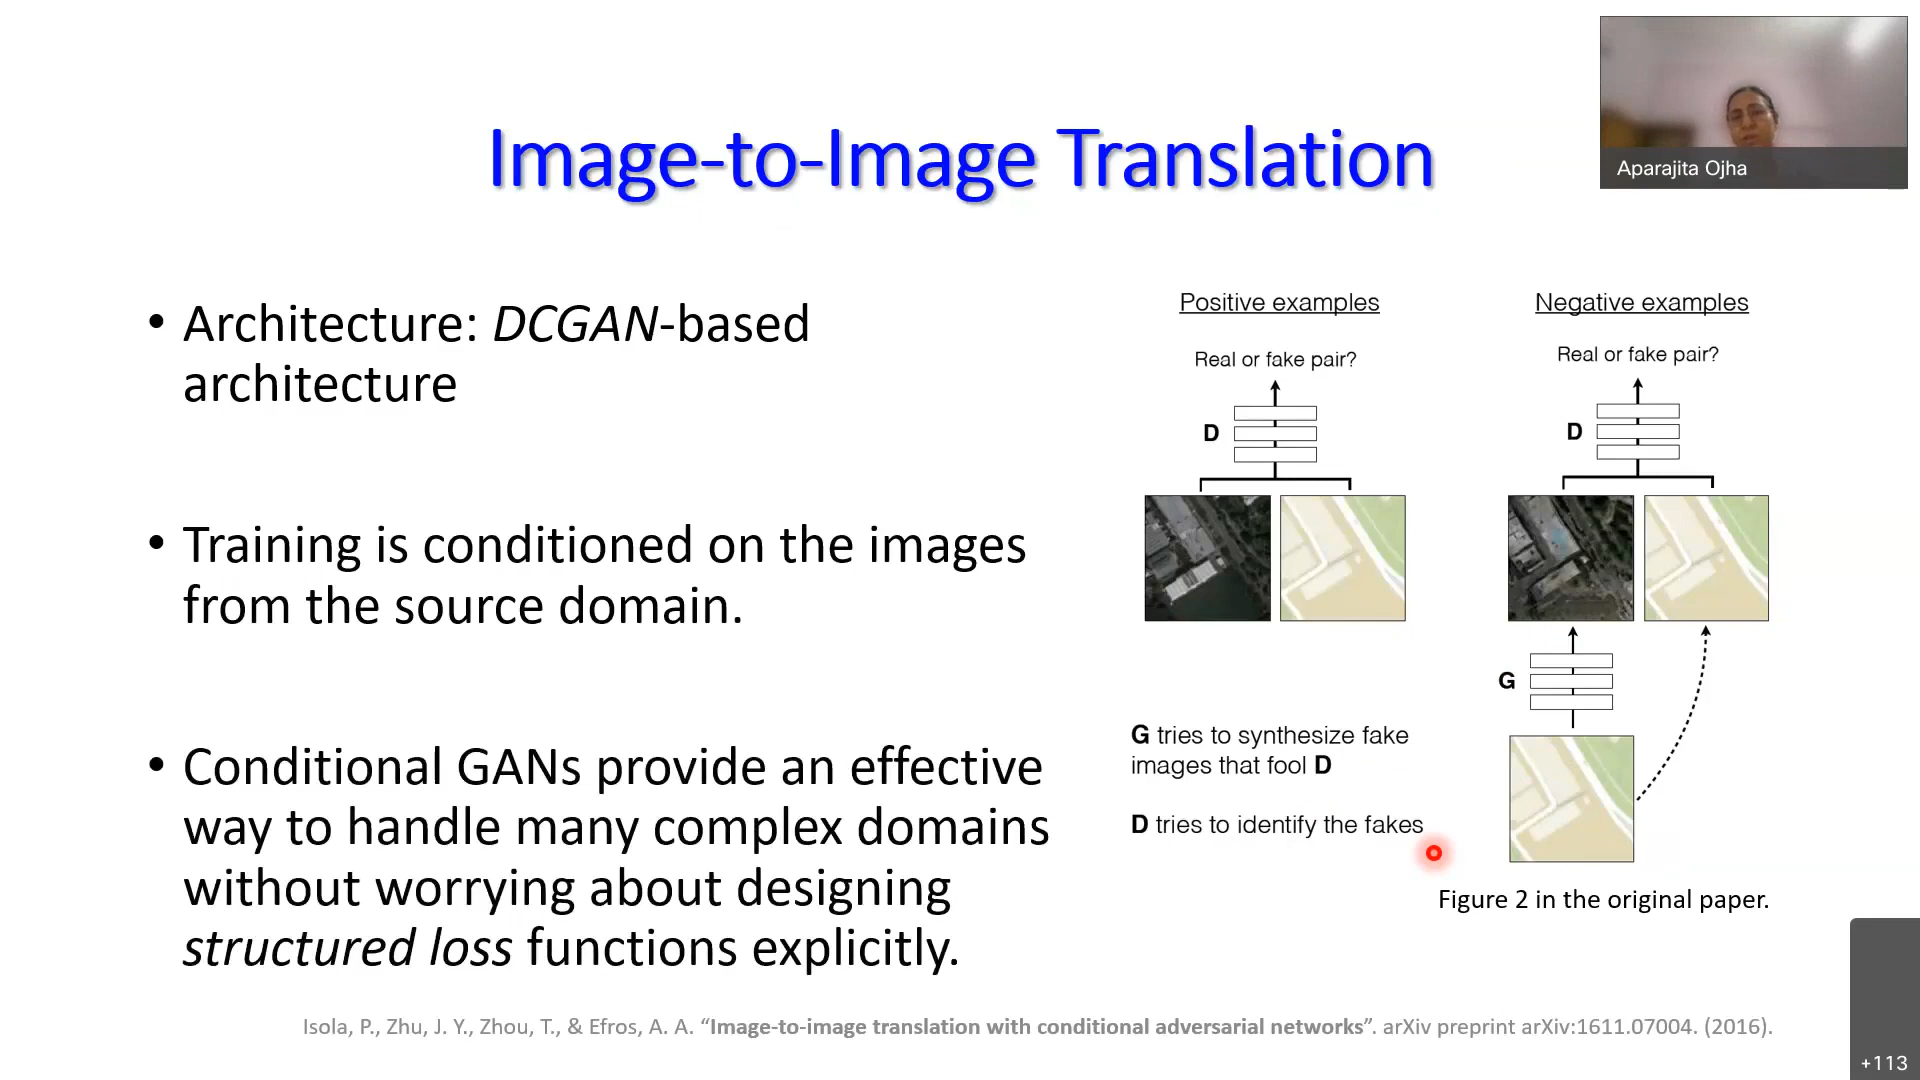 Image-to-Image Translation
Aparajita Ojha
• Architecture: DCGAN-based
architecture
• Training is conditioned on the images
from the source domain.
• Conditional GANs provide an effective
way to handle many complex domains
without worrying about designing
structured loss functions explicitly.
Positive examples
Real or fake pair?
D
Negative examples
Real or fake pair?
D
G
G tries to synthesize fake
images that fool D
D tries to identify the fakes
Figure 2 in the original paper.
Isola, P., Zhu, J. Y., Zhou, T., & Efros, A. A. “Image-to-image translation with conditional adversarial networks”. arXiv preprint arXiv:1611.07004. (2016).
+113